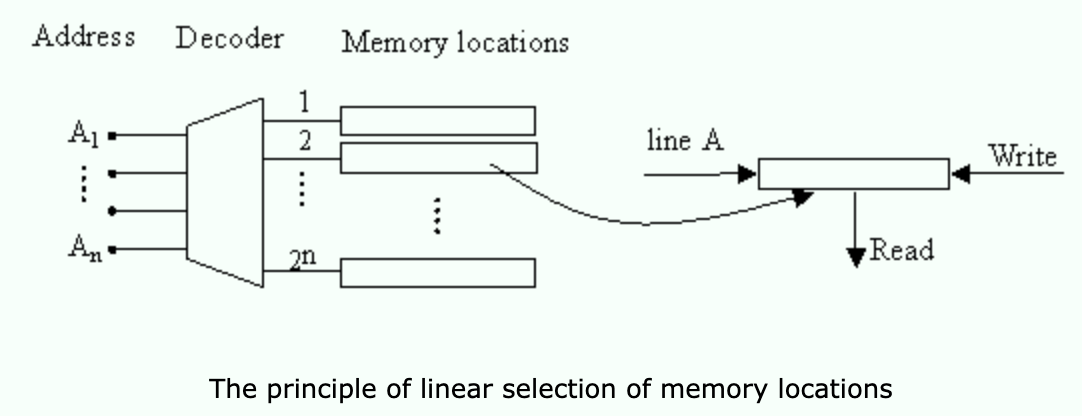 Address Decoder Memory locations
A1
1
2
line A
Write
An
2n
Read
The principle of linear selection of memory locations